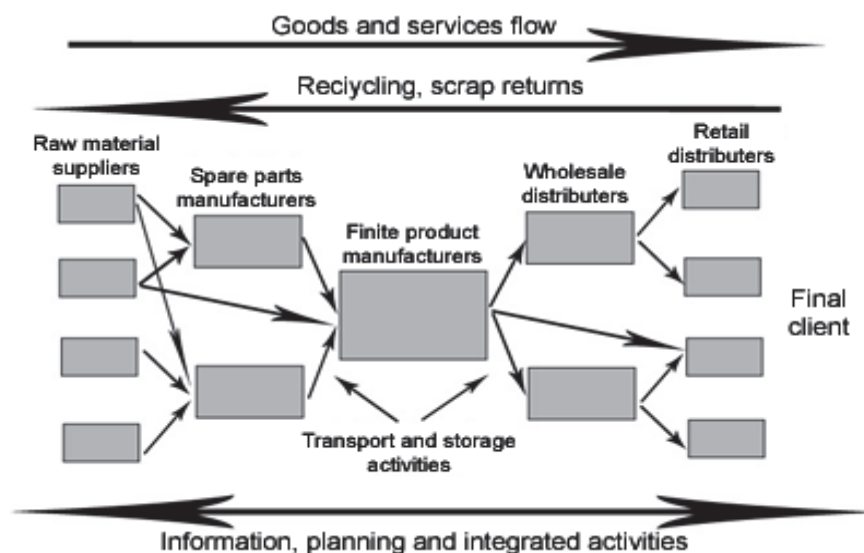 Goods and services flow
Reciycling, scrap returns
Raw material
suppliers
Spare parts
manufacturers
Finite product
manufacturers
Wholesale
distributers
Retail
distributers
Final
client
Transport and storage
activities
Information, planning and integrated activities